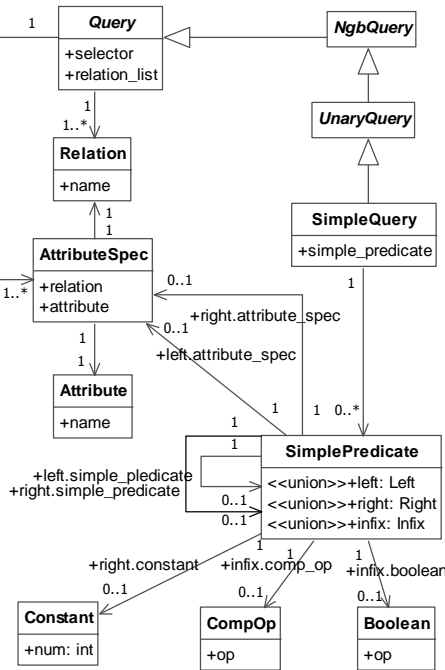 1
Query
NgbQuery
+selector
+relation_list
1
1..*
UnaryQuery
Relation
+name
1
1
SimpleQuery
+simple_predicate
AttributeSpec
+relation
+attribute
1..*
0..1
1
+right.attribute_spec
0..1
+left.attribute_spec
1
1
Attribute
+name
1
1
0..*
1
1
SimplePredicate
<<union>>+left: Left
<<union>>+right: Right
<<union>>+infix: Infix
+left.simple_pledicate
+right.simple_predicate
0..1
0..1
1
1
1
+right.constant
+infix.comp_op
+infix.boolean
0..1
0..1
0..1
Constant
+num: int
CompOp
+op
Boolean
+op